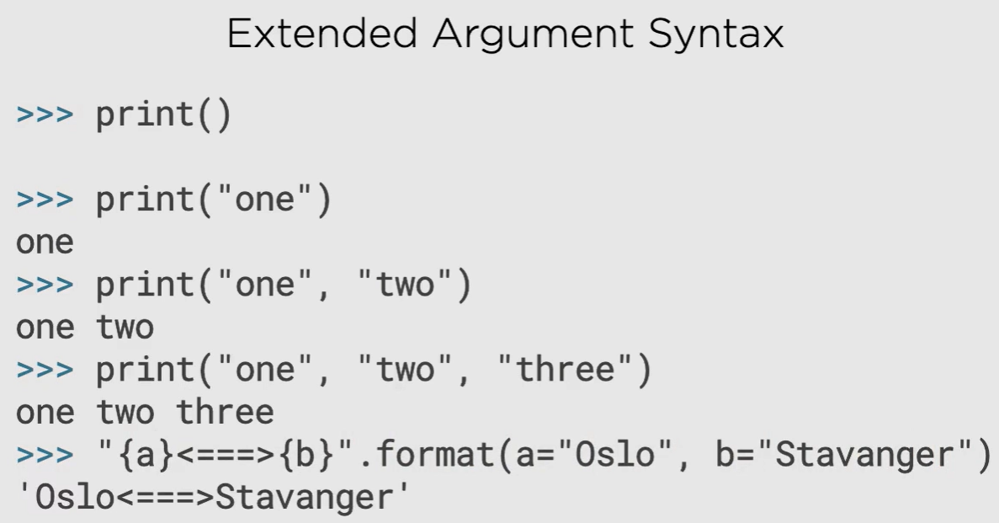 Extended Argument Syntax
>>> print()
>>> print("one")
one
>>> print("one", "two")
one two
>>> print("one", "two", "three")
one two three
>>> "{a}<===>{b}".format(a="Oslo", b="Stavanger")
'Oslo<===>Stavanger'